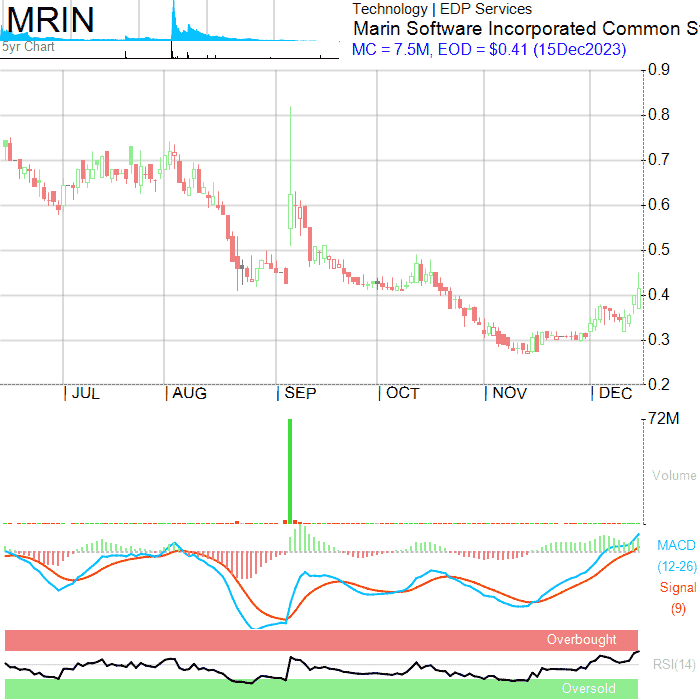 MRIN
5yr Chart
Technology | EDP Services
Marin Software Incorporated Common S
MC = 7.5M, EOD = $0.41 (15Dec2023)
0.9
0.8
0.7
0.6
0.5
0.4
0.3
0.2
JUL AUG SEP OCT NOV DEC
72M
Volume
MACD
(12-26)
Signal
(9)
Overbought
RSI(14)
Oversold